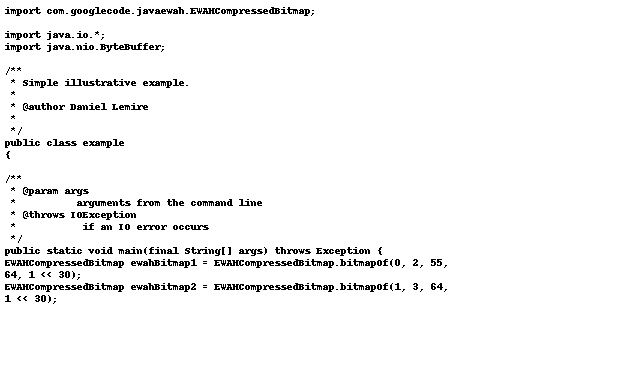 import com.googlecode.javaewah.EWAHCompressedBitmap;
import java.io.*;
import java.nio.ByteBuffer;
/**
* Simple illustrative example.
*
* @author Daniel Lemire
*
*/
public class example
{
/**
* @param args
* arguments from the command line
* @throws IOException
* if an IO error occurs
*/
public static void main(final String[] args) throws Exception {
EWAHCompressedBitmap ewahBitmap1 = EWAHCompressedBitmap.bitmapOf(0, 2, 55,
64, 1 << 30);
EWAHCompressedBitmap ewahBitmap2 = EWAHCompressedBitmap.bitmapOf(1, 3, 64,
1 << 30);